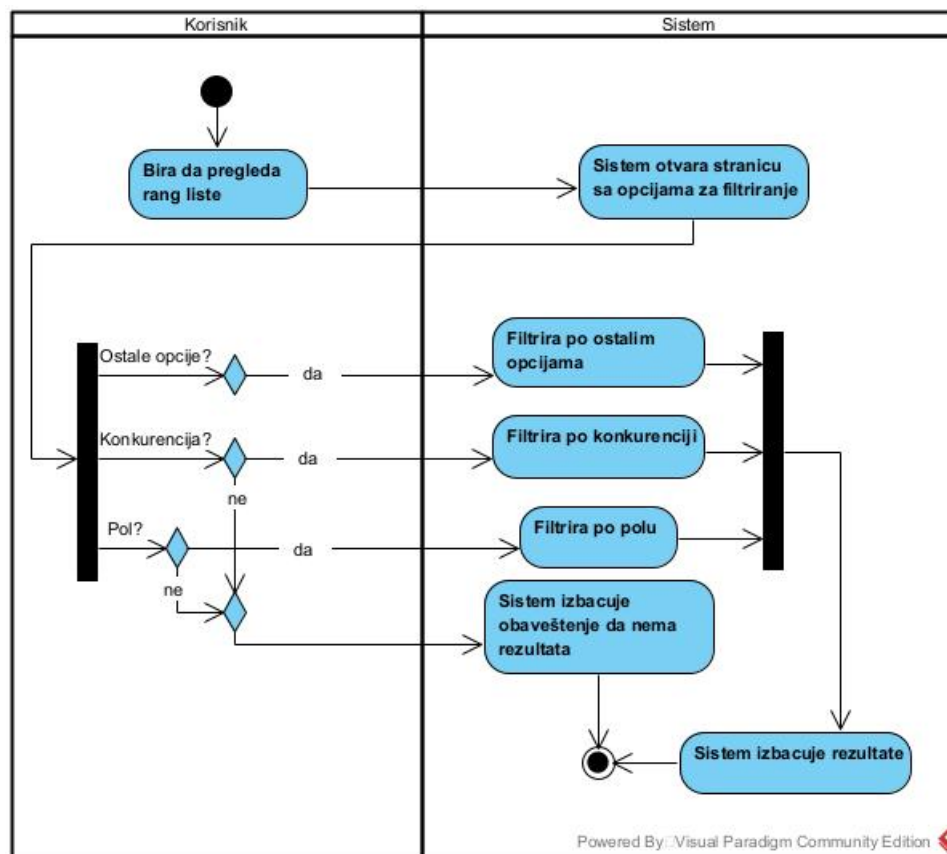 Korisnik
Sistem
Bira da pregleda
rang liste
Sistem otvara stranicu
sa opcijama za filtriranje
Ostale opcije?
da
Filtrira po ostalim
opcijama
Konkurencija?
da
Filtrira po konkurenciji
ne
Pol?
da
Filtrira po polu
ne
Sistem izbacuje
obaveštenje da nema
rezultata
Sistem izbacuje rezultate
Powered By Visual Paradigm Community Edition